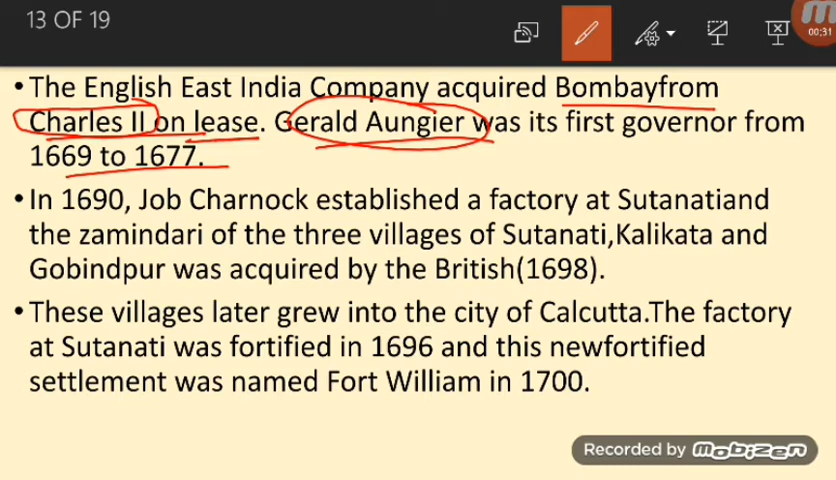 13 OF 19
00:31
• The English East India Company acquired Bombayfrom
Charles II on lease. Gerald Aungier was its first governor from
1669 to 1677.
• In 1690, Job Charnock established a factory at Sutanatiand
the zamindari of the three villages of Sutanati,Kalikata and
Gobindpur was acquired by the British(1698).
• These villages later grew into the city of Calcutta.The factory
at Sutanati was fortified in 1696 and this newfortified
settlement was named Fort William in 1700.
Recorded by Mobizen